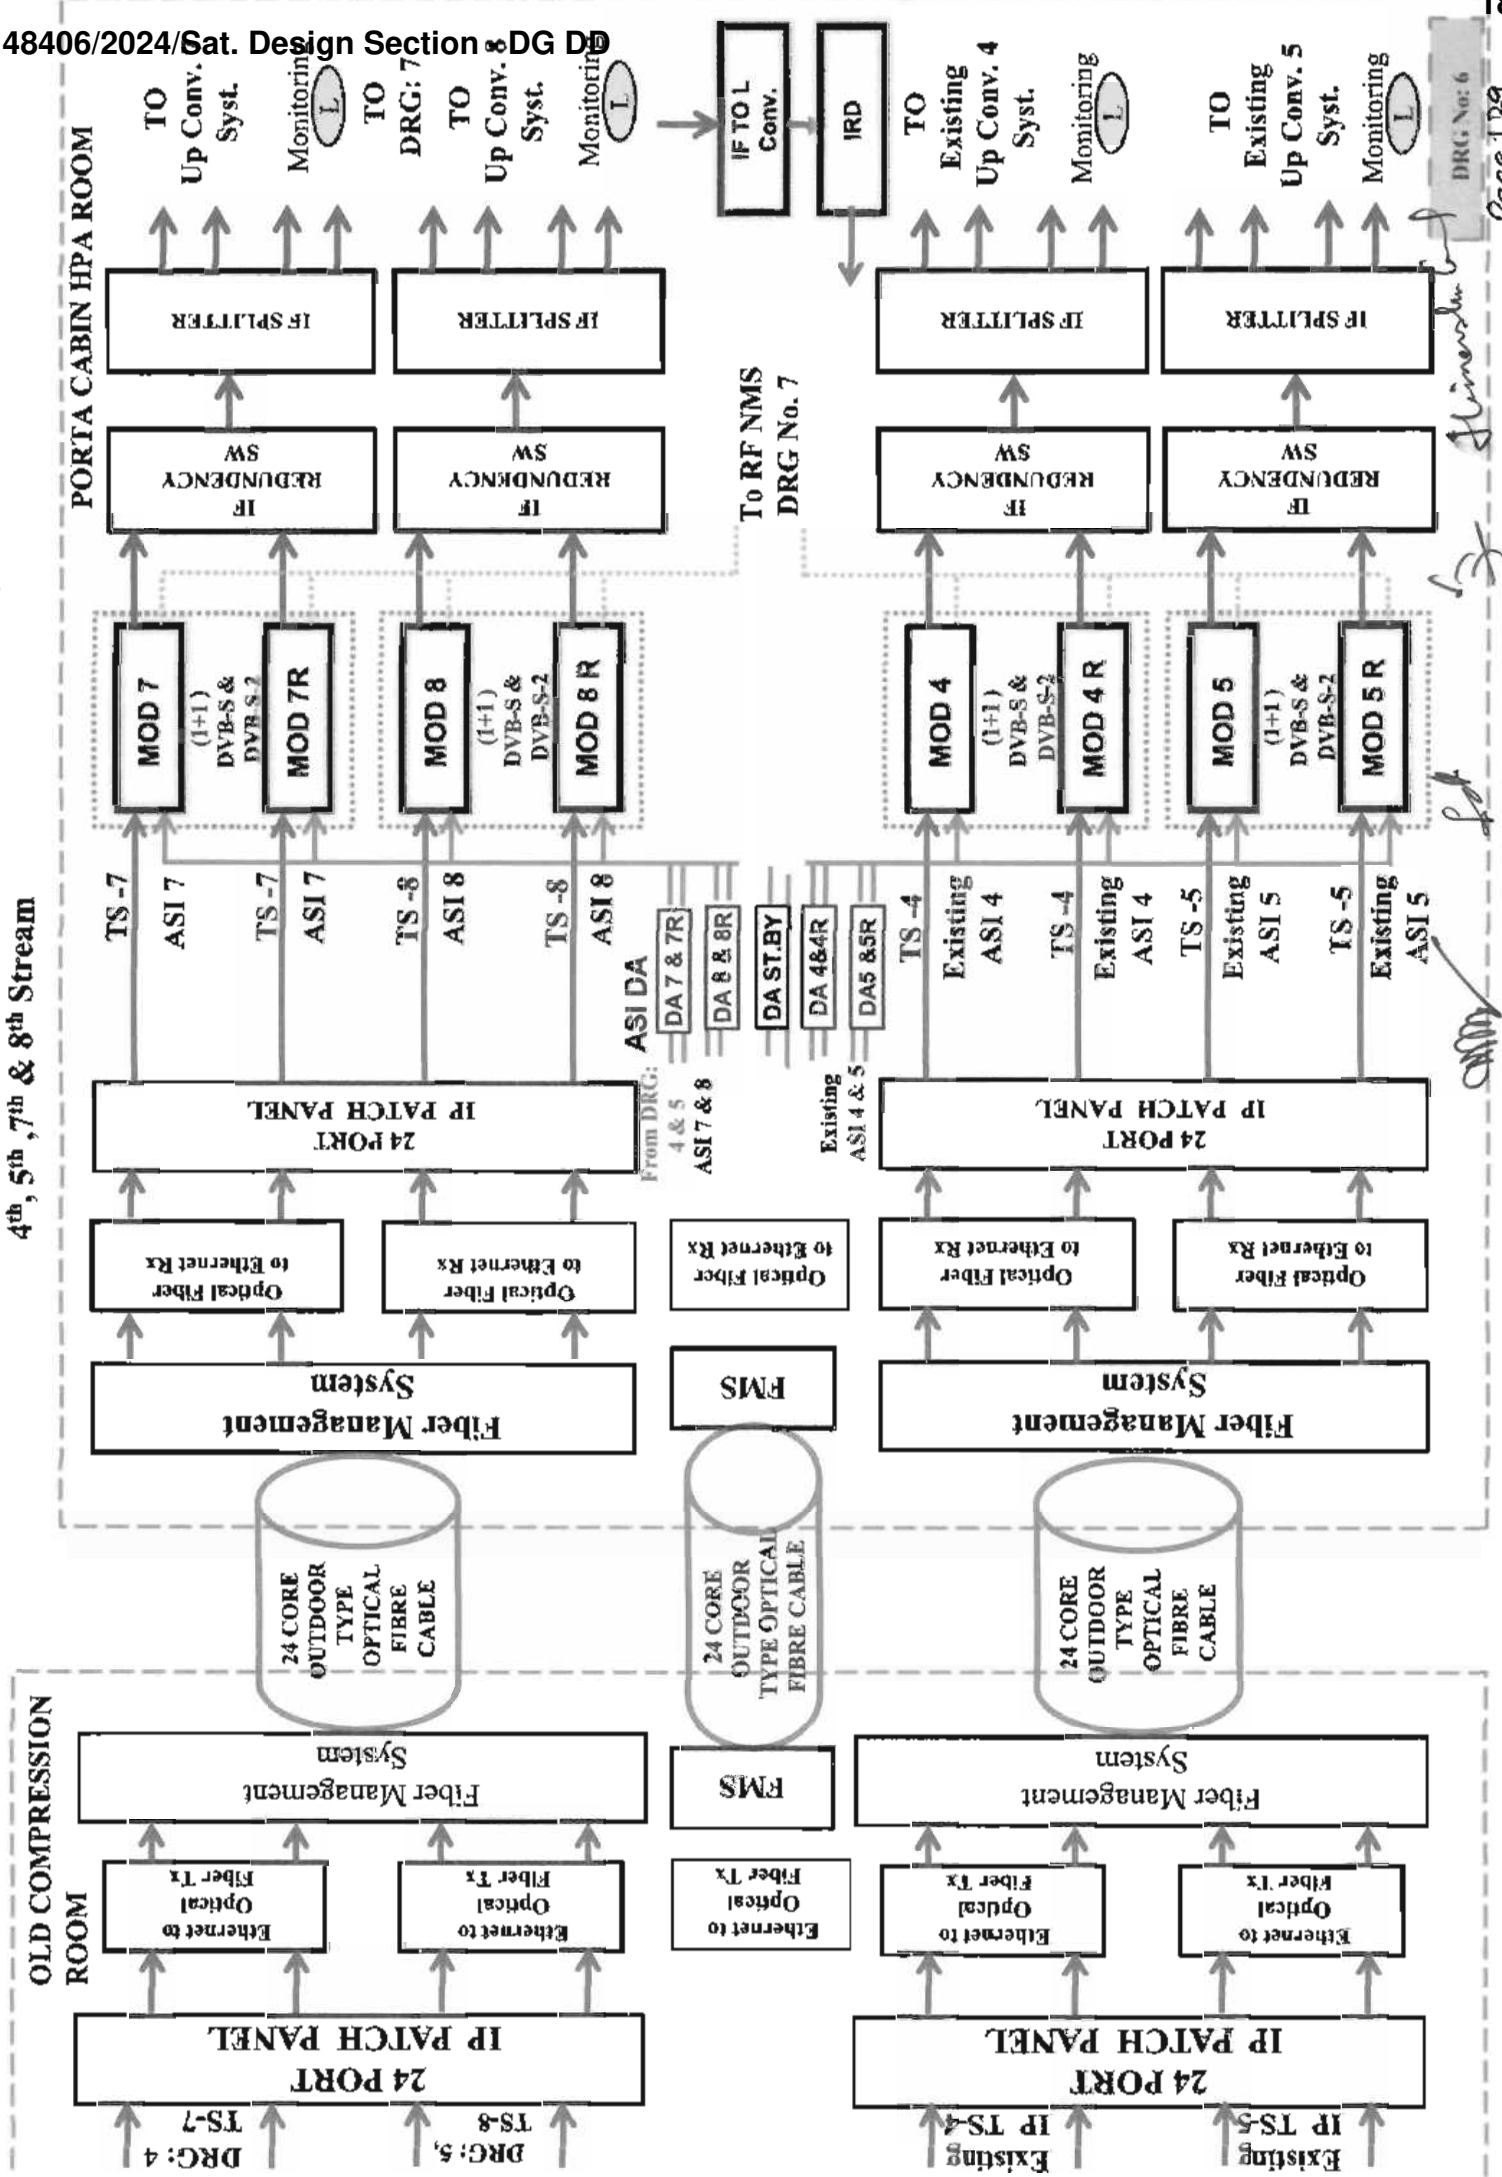 48406/2024/Sat. Design Section - DG DD
4th, 5th ,7th & 8th Stream
PORTA CABIN HPA ROOM
TO
Up Conv.
Syst.
Monitoring
L
TO
DRG: 7
TO
Up Conv. 8
Syst.
Monitoring
L
IF TO L
Conv.
IRD
TO
Existing
Up Conv. 4
Syst.
Monitoring
L
TO
Existing
Up Conv. 5
Syst.
Monitoring
L
DRG No: 6
IF SPLITTER
IF SPLITTER
IF SPLITTER
IF SPLITTER
IF
REDUNDENCY
SW
IF
REDUNDENCY
SW
To RF NMS
DRG No. 7
IF
REDUNDENCY
SW
IF
REDUNDENCY
SW
MOD 7
(1+1)
DVB-S &
DVB-S-2
MOD 7R
MOD 8
(1+1)
DVB-S &
DVB-S-2
MOD 8 R
MOD 4
(1+1)
DVB-S &
DVB-S-2
MOD 4 R
MOD 5
(1+1)
DVB-S &
DVB-S-2
MOD 5 R
TS -7
ASI 7
TS -7
ASI 7
TS -8
ASI 8
TS -8
ASI 8
ASI DA
DA 7 & 7R
DA 8 & 8R
DA ST.BY
DA 4&4R
DA5 &5R
TS -4
Existing
ASI 4
TS -4
Existing
ASI 4
TS -5
Existing
ASI 5
TS -5
Existing
ASI 5
From DRG:
4 & 5
ASI 7 & 8
Existing
ASI 4 & 5
24 PORT
IP PATCH PANEL
24 PORT
IP PATCH PANEL
Optical Fiber
to Ethernet Rx
Optical Fiber
to Ethernet Rx
Optical Fiber
to Ethernet Rx
Optical Fiber
to Ethernet Rx
Optical Fiber
to Ethernet Rx
Fiber Management
System
FMS
Fiber Management
System
24 CORE
OUTDOOR
TYPE
OPTICAL
FIBRE
CABLE
24 CORE
OUTDOOR
TYPE OPTICAL
FIBRE CABLE
24 CORE
OUTDOOR
TYPE
OPTICAL
FIBRE
CABLE
OLD COMPRESSION
ROOM
Fiber Management
System
FMS
Fiber Management
System
Ethernet to
Optical
Fiber Tx
Ethernet to
Optical
Fiber Tx
Ethernet to
Optical
Fiber Tx
Ethernet to
Optical
Fiber Tx
Ethernet to
Optical
Fiber Tx
24 PORT
IP PATCH PANEL
24 PORT
IP PATCH PANEL
DRG: 4
TS-7
DRG: 5,
TS-8
Existing
IP TS-4
Existing
IP TS-5